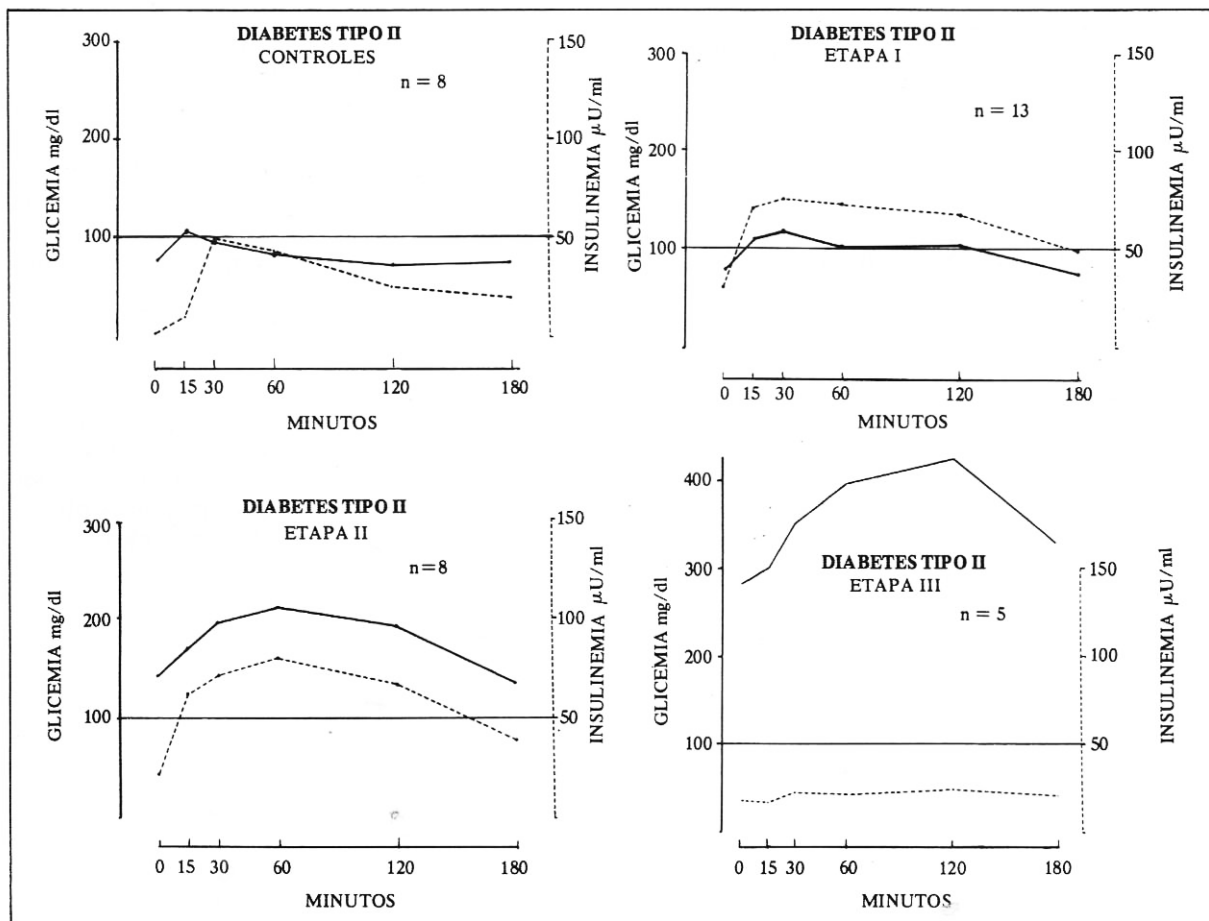 DIABETES TIPO II
CONTROLES
n = 8
GLICEMIA mg/dl
300
200
100
INSULINEMIA μU/ml
150
100
50
0 15 30 60 120 180
MINUTOS
DIABETES TIPO II
ETAPA I
n = 13
GLICEMIA mg/dl
300
200
100
INSULINEMIA μU/ml
150
100
50
0 15 30 60 120 180
MINUTOS
DIABETES TIPO II
ETAPA II
n=8
GLICEMIA mg/dl
300
200
100
INSULINEMIA μU/ml
150
100
50
0 15 30 60 120 180
MINUTOS
DIABETES TIPO II
ETAPA III
n = 5
GLICEMIA mg/dl
400
300
200
100
INSULINEMIA μU/ml
150
100
50
0 15 30 60 120 180
MINUTOS